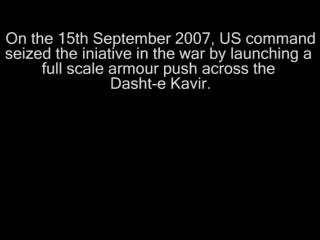 On the 15th September 2007, US command
seized the iniative in the war by launching a
full scale armour push across the
Dasht-e Kavir.